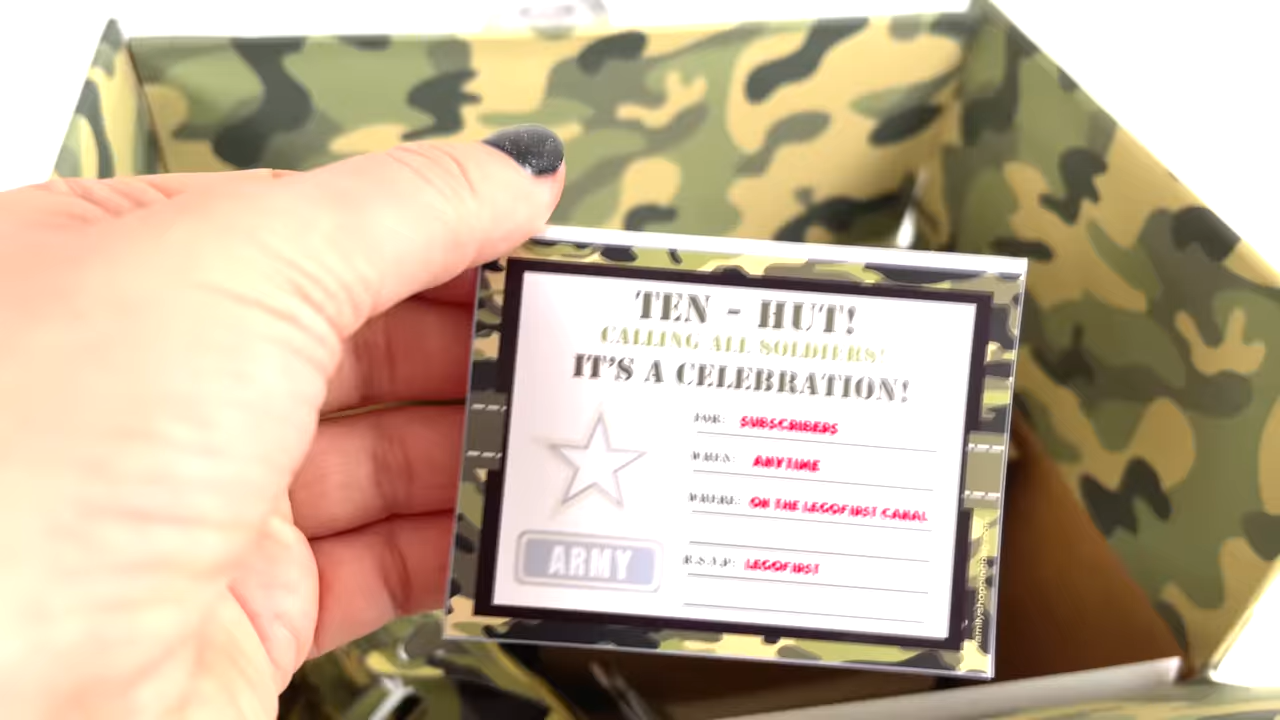 TEN - HUT!
CALLING ALL SOLDIERS!
IT'S A CELEBRATION!
FOR: SUBSCRIBERS
WHEN: ANYTIME
WHERE: ON THE LEGOFIRST CANAL
R.S.V.P: LEGOFIRST
ARMY